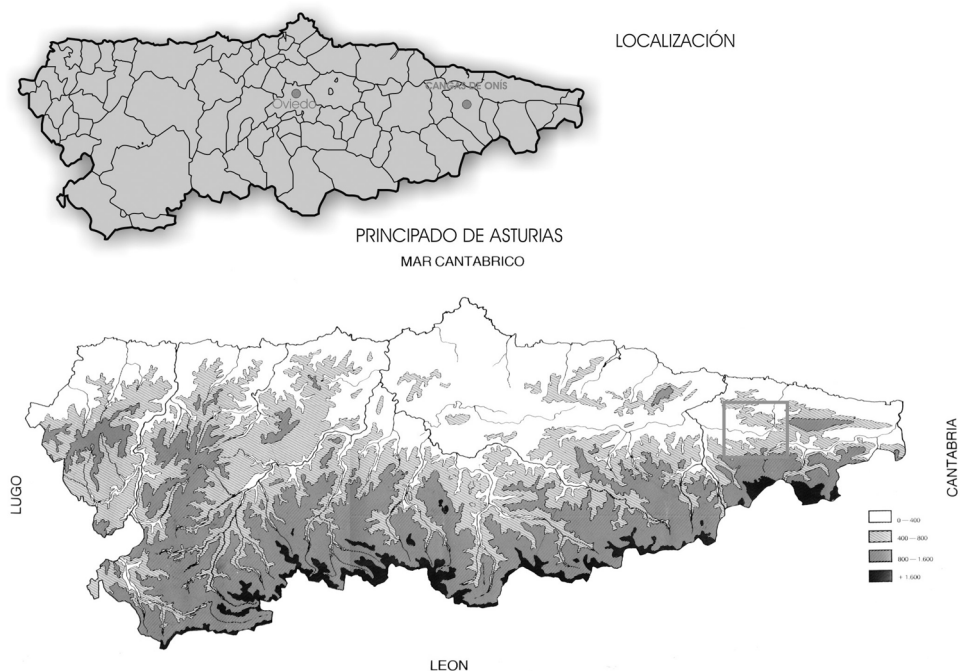 LOCALIZACIÓN
CANGAS DE ONÍS
Oviedo
PRINCIPADO DE ASTURIAS
MAR CANTABRICO
LUGO
CANTABRIA
0 — 400
400 — 800
800 — 1.600
+ 1.600
LEON